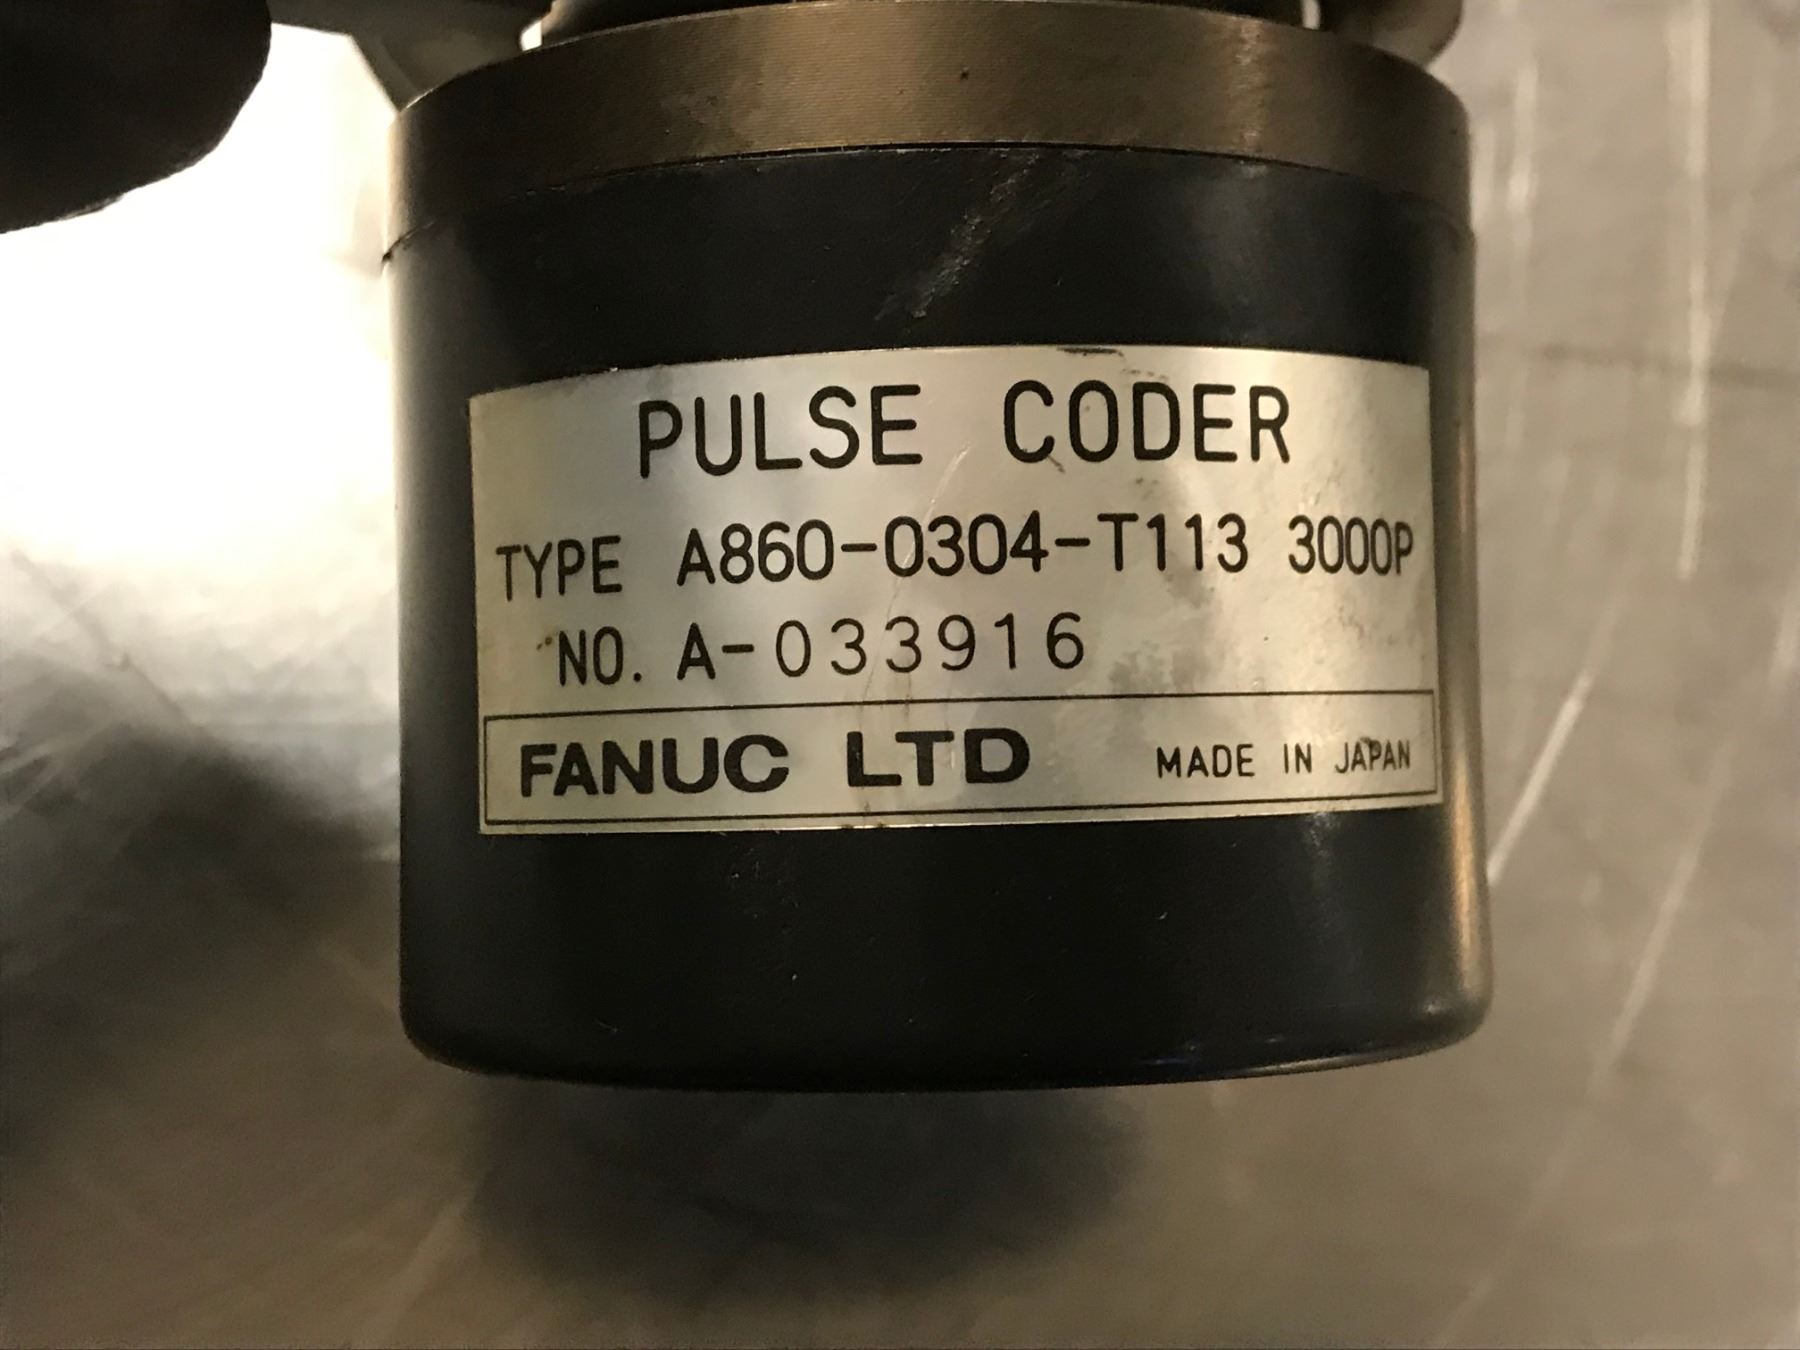 PULSE CODER
TYPE A860-0304-T113 3000P
NO. A-033916
FANUC LTD MADE IN JAPAN